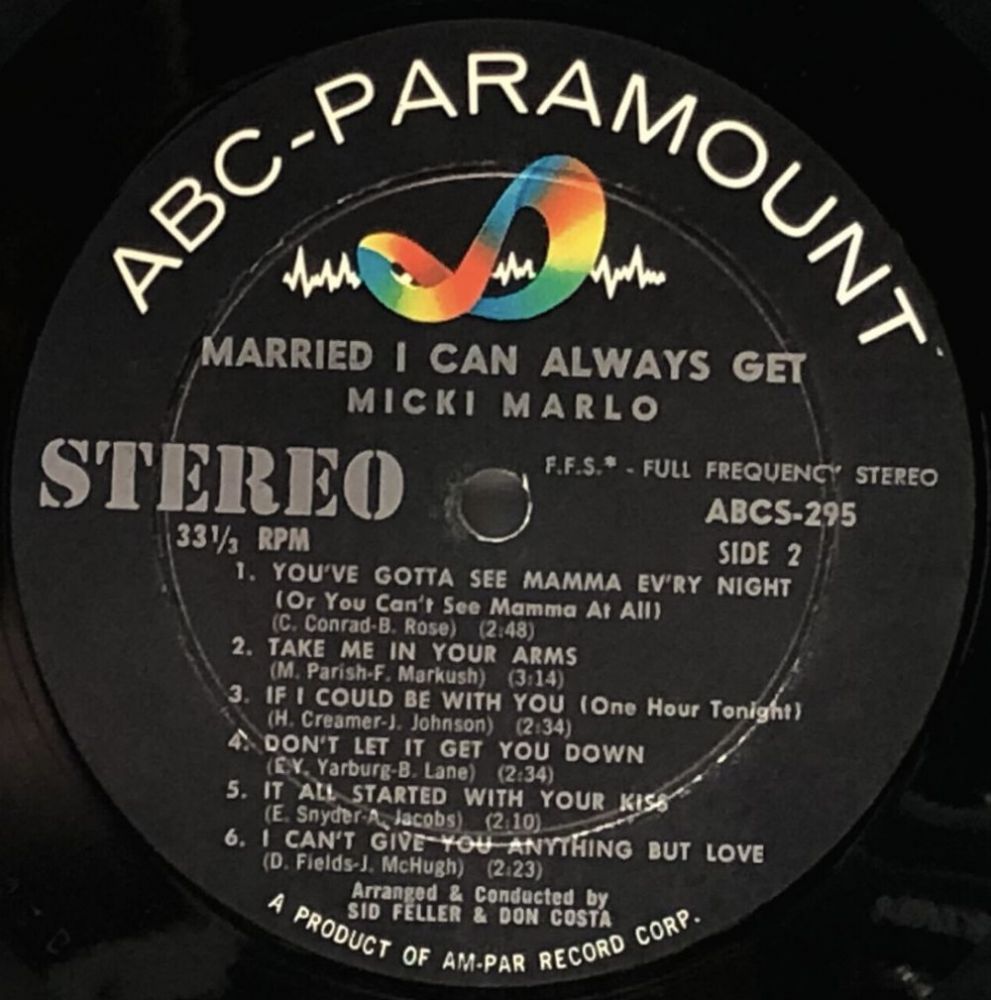 ABC-PARAMOUNT
MARRIED I CAN ALWAYS GET
MICKI MARLO
STEREO
F.F.S.* - FULL FREQUENCY STEREO
ABCS-295
33 1/3 RPM
SIDE 2
1. YOU'VE GOTTA SEE MAMMA EV'RY NIGHT
(Or You Can't See Mamma At All)
(C. Conrad-B. Rose) (2:48)
2. TAKE ME IN YOUR ARMS
(M. Parish-F. Markush) (3:14)
3. IF I COULD BE WITH YOU (One Hour Tonight)
(H. Creamer-J. Johnson) (2:34)
4. DON'T LET IT GET YOU DOWN
(E.Y. Yarburg-B. Lane) (2:34)
5. IT ALL STARTED WITH YOUR KISS
(E. Snyder-A. Jacobs) (2:10)
6. I CAN'T GIVE YOU ANYTHING BUT LOVE
(D. Fields-J. McHugh) (2:23)
Arranged & Conducted by
SID FELLER & DON COSTA
A PRODUCT OF AM-PAR RECORD CORP.